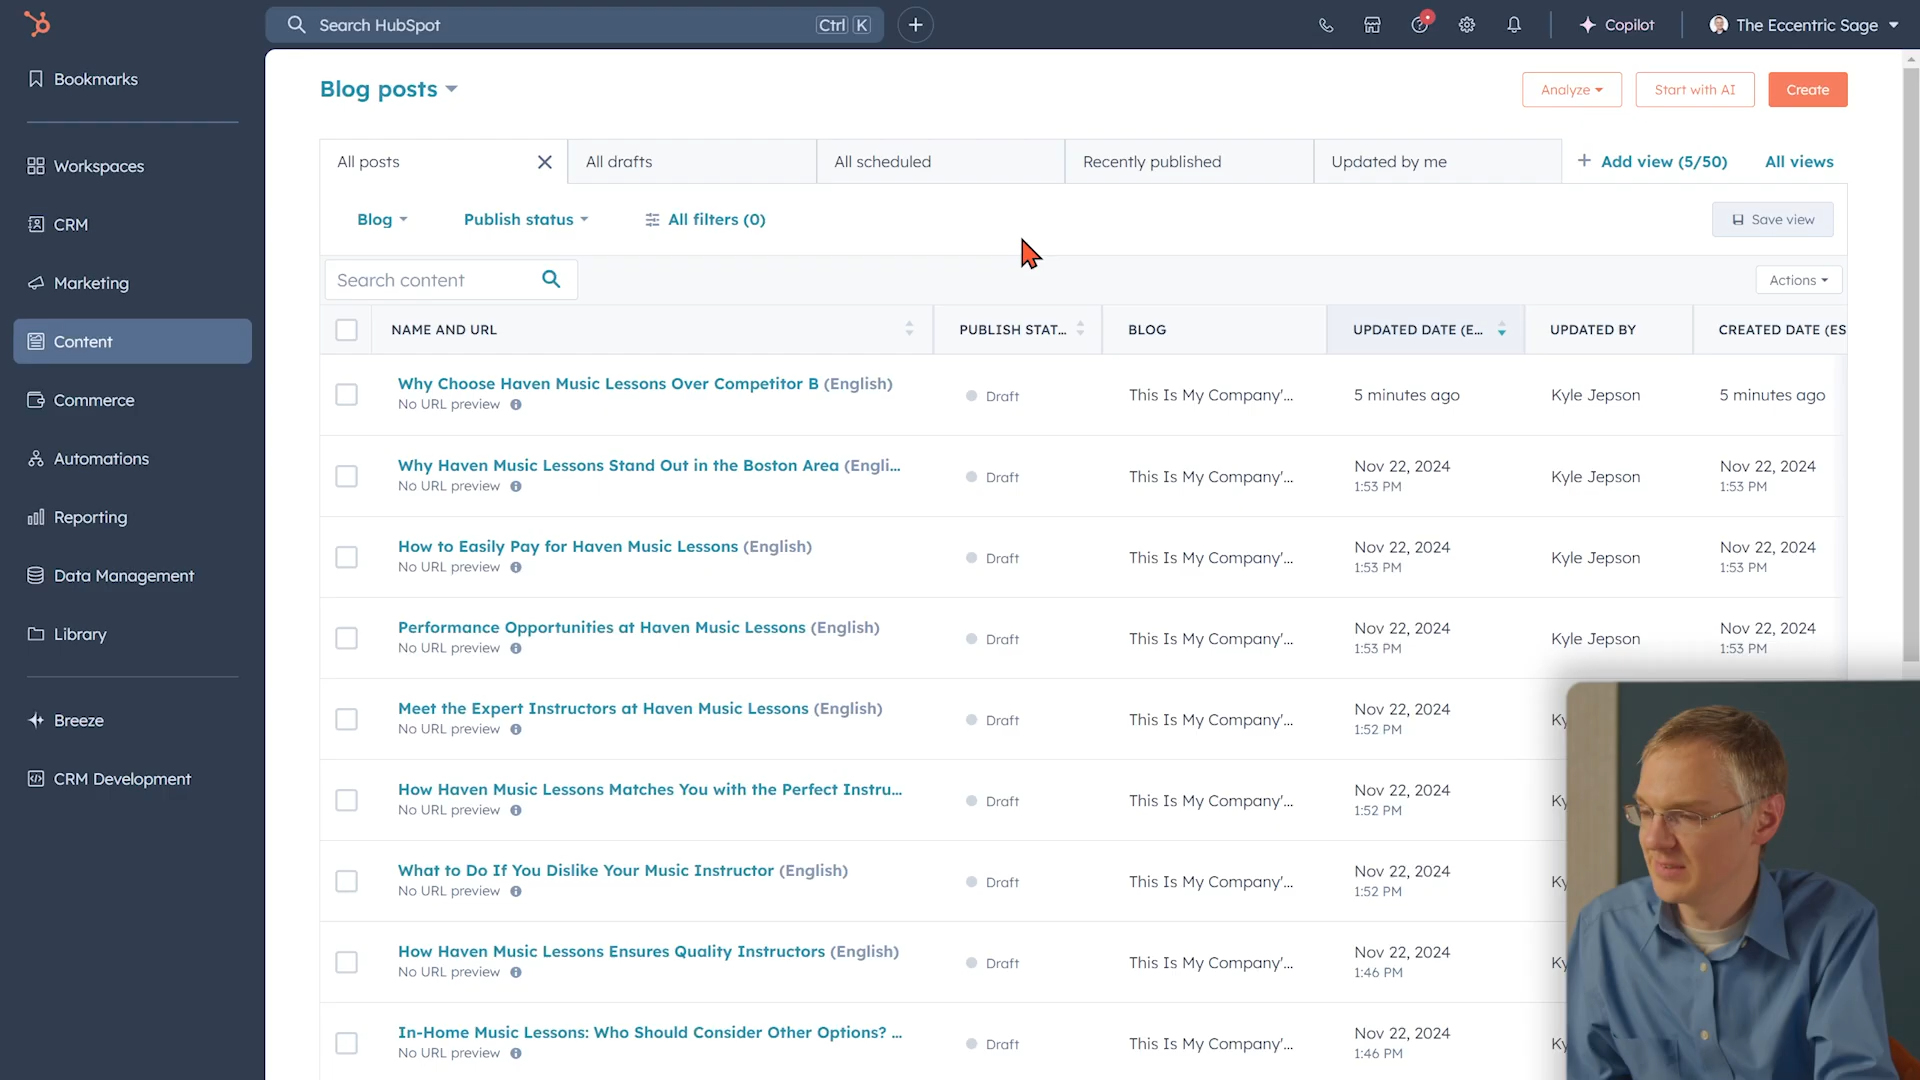 Search HubSpot
Ctrl K
Copilot
The Eccentric Sage
Bookmarks
Workspaces
CRM
Marketing
Content
Commerce
Automations
Reporting
Data Management
Library
Breeze
CRM Development
Blog posts
Analyze
Start with AI
Create
All posts
All drafts
All scheduled
Recently published
Updated by me
Add view (5/50)
All views
Blog
Publish status
All filters (0)
Save view
Search content
Actions
NAME AND URL
PUBLISH STAT...
BLOG
UPDATED DATE (E...
UPDATED BY
CREATED DATE (ES
Why Choose Haven Music Lessons Over Competitor B (English)
No URL preview
Draft
This Is My Company'...
5 minutes ago
Kyle Jepson
5 minutes ago
Why Haven Music Lessons Stand Out in the Boston Area (Engli...
No URL preview
Draft
This Is My Company'...
Nov 22, 2024
1:53 PM
Kyle Jepson
Nov 22, 2024
1:53 PM
How to Easily Pay for Haven Music Lessons (English)
No URL preview
Draft
This Is My Company'...
Nov 22, 2024
1:53 PM
Kyle Jepson
Nov 22, 2024
1:53 PM
Performance Opportunities at Haven Music Lessons (English)
No URL preview
Draft
This Is My Company'...
Nov 22, 2024
1:53 PM
Kyle Jepson
Nov 22, 2024
1:53 PM
Meet the Expert Instructors at Haven Music Lessons (English)
No URL preview
Draft
This Is My Company'...
Nov 22, 2024
1:52 PM
Ky
How Haven Music Lessons Matches You with the Perfect Instru...
No URL preview
Draft
This Is My Company'...
Nov 22, 2024
1:52 PM
Ky
What to Do If You Dislike Your Music Instructor (English)
No URL preview
Draft
This Is My Company'...
Nov 22, 2024
1:52 PM
Ky
How Haven Music Lessons Ensures Quality Instructors (English)
No URL preview
Draft
This Is My Company'...
Nov 22, 2024
1:46 PM
Ky
In-Home Music Lessons: Who Should Consider Other Options? ...
No URL preview
Draft
This Is My Company'...
Nov 22, 2024
1:46 PM
Ky